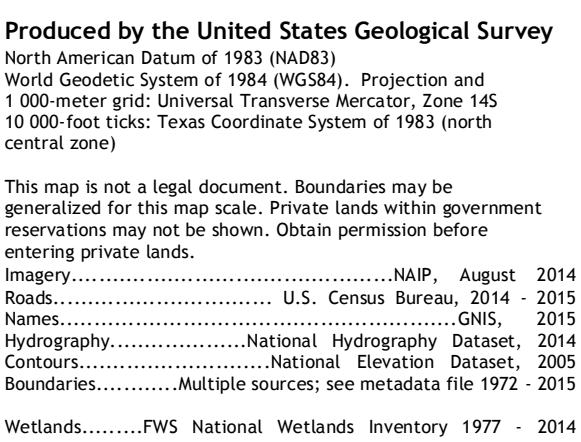 Produced by the United States Geological Survey
North American Datum of 1983 (NAD83)
World Geodetic System of 1984 (WGS84). Projection and
1 000-meter grid: Universal Transverse Mercator, Zone 14S
10 000-foot ticks: Texas Coordinate System of 1983 (north
central zone)
This map is not a legal document. Boundaries may be
generalized for this map scale. Private lands within government
reservations may not be shown. Obtain permission before
entering private lands.
Imagery.............................................NAIP, August 2014
Roads............................... U.S. Census Bureau, 2014 - 2015
Names.......................................................GNIS, 2015
Hydrography....................National Hydrography Dataset, 2014
Contours............................National Elevation Dataset, 2005
Boundaries............Multiple sources; see metadata file 1972 - 2015
Wetlands.........FWS National Wetlands Inventory 1977 - 2014